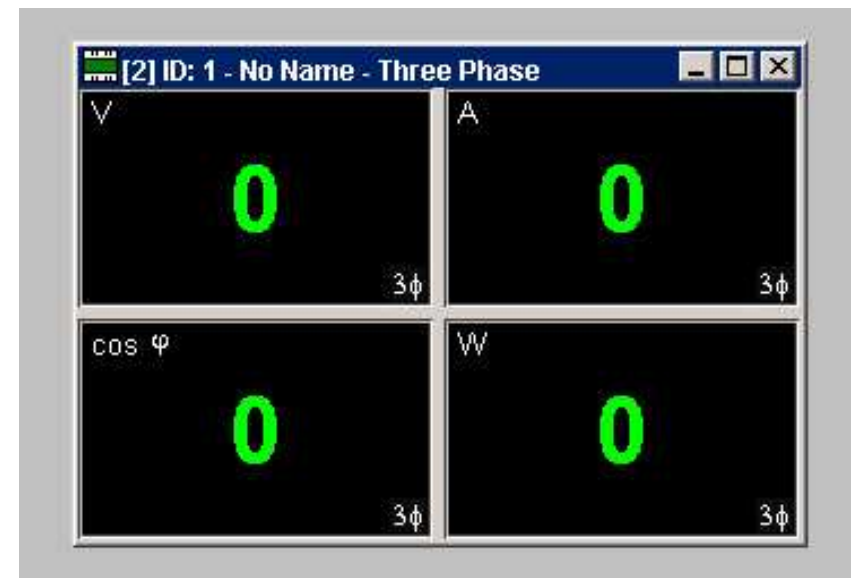 [2] ID: 1 - No Name - Three Phase
V
0
3ϕ
A
0
3ϕ
cos φ
0
3ϕ
W
0
3ϕ